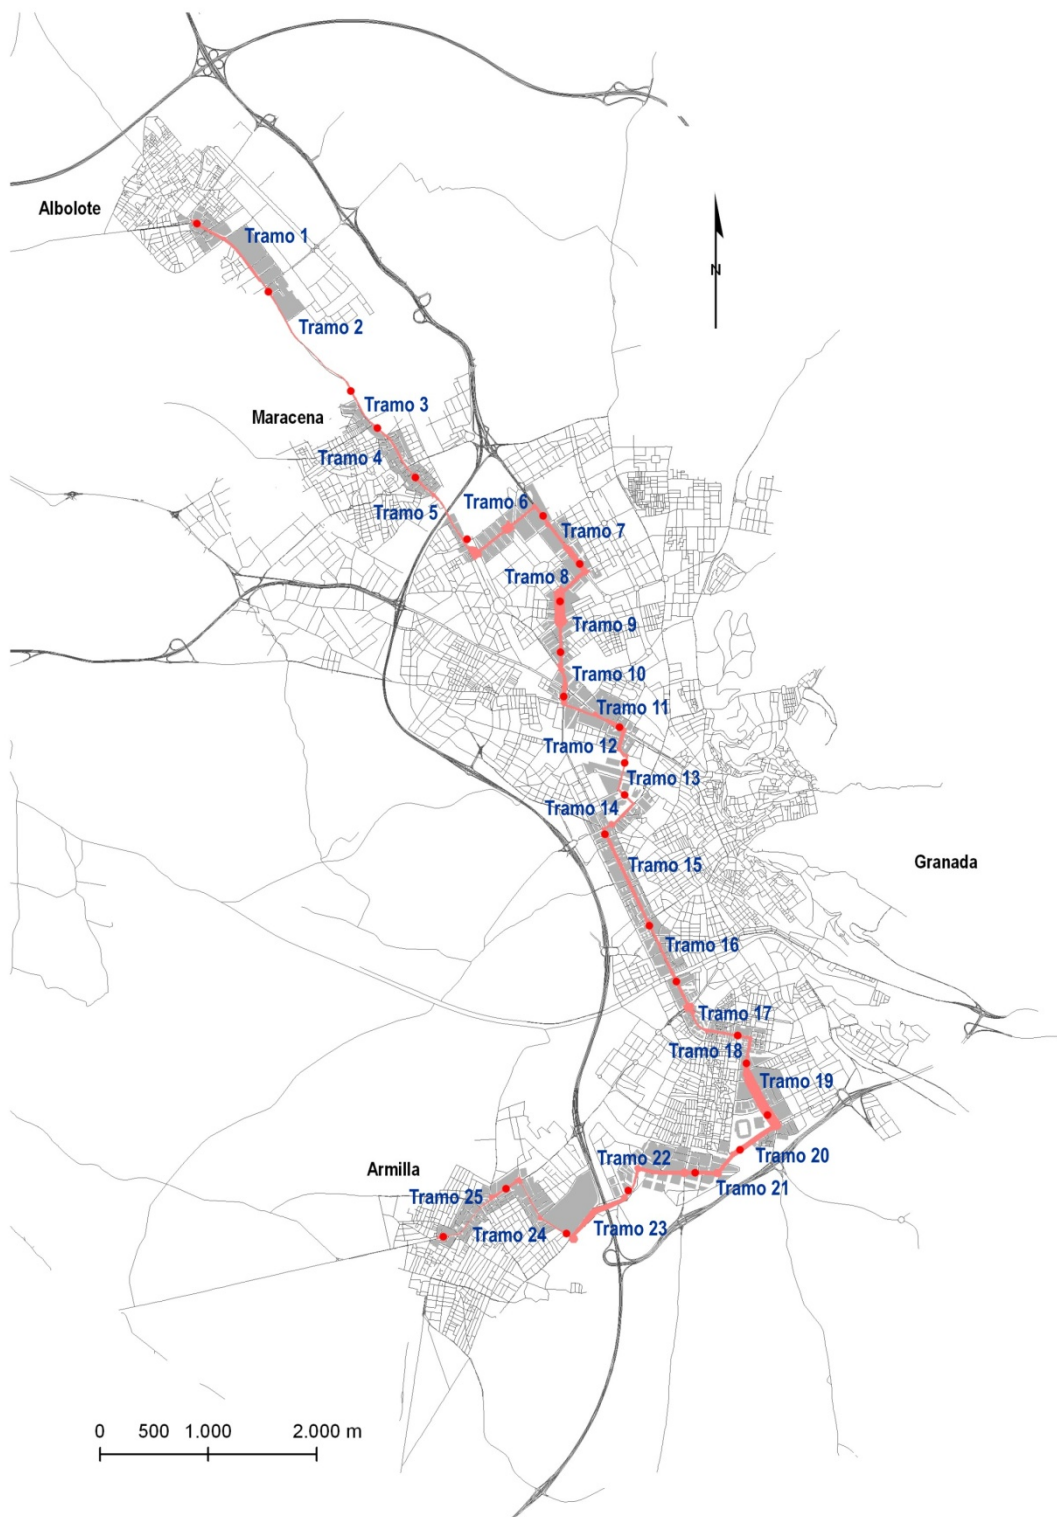 Albolote
Tramo 1
N
Tramo 2
Tramo 3
Maracena
Tramo 4
Tramo 6
Tramo 5
Tramo 7
Tramo 8
Tramo 9
Tramo 10
Tramo 11
Tramo 12
Tramo 13
Tramo 14
Tramo 15
Granada
Tramo 16
Tramo 17
Tramo 18
Tramo 19
Tramo 22
Tramo 20
Armilla
Tramo 21
Tramo 25
Tramo 23
Tramo 24
0 500 1.000 2.000 m